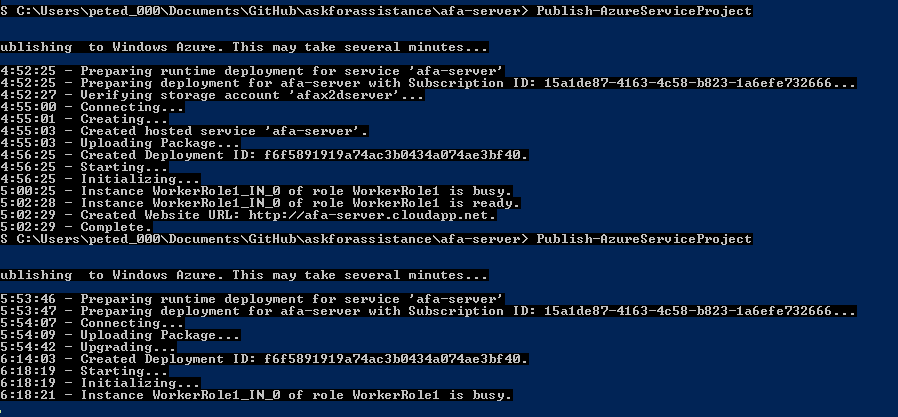 S C:\Users\peted_000\Documents\GitHub\askforassistance\afa-server> Publish-AzureServiceProject
ublishing  to Windows Azure. This may take several minutes...
4:52:25 - Preparing runtime deployment for service 'afa-server'
4:52:25 - Preparing deployment for afa-server with Subscription ID: 15a1de87-4163-4c58-b823-1a6efe732666...
4:52:27 - Verifying storage account 'afax2dserver'...
4:55:00 - Connecting...
4:55:01 - Creating...
4:55:03 - Created hosted service 'afa-server'.
4:55:03 - Uploading Package...
4:56:25 - Created Deployment ID: f6f5891919a74ac3b0434a074ae3bf40.
4:56:25 - Starting...
4:56:25 - Initializing...
5:00:25 - Instance WorkerRole1_IN_0 of role WorkerRole1 is busy.
5:02:28 - Instance WorkerRole1_IN_0 of role WorkerRole1 is ready.
5:02:29 - Created Website URL: http://afa-server.cloudapp.net.
5:02:29 - Complete.
S C:\Users\peted_000\Documents\GitHub\askforassistance\afa-server> Publish-AzureServiceProject
ublishing  to Windows Azure. This may take several minutes...
5:53:46 - Preparing runtime deployment for service 'afa-server'
5:53:47 - Preparing deployment for afa-server with Subscription ID: 15a1de87-4163-4c58-b823-1a6efe732666...
5:54:07 - Connecting...
5:54:09 - Uploading Package...
5:54:42 - Upgrading...
6:14:03 - Created Deployment ID: f6f5891919a74ac3b0434a074ae3bf40.
6:18:19 - Starting...
6:18:19 - Initializing...
6:18:21 - Instance WorkerRole1_IN_0 of role WorkerRole1 is busy.